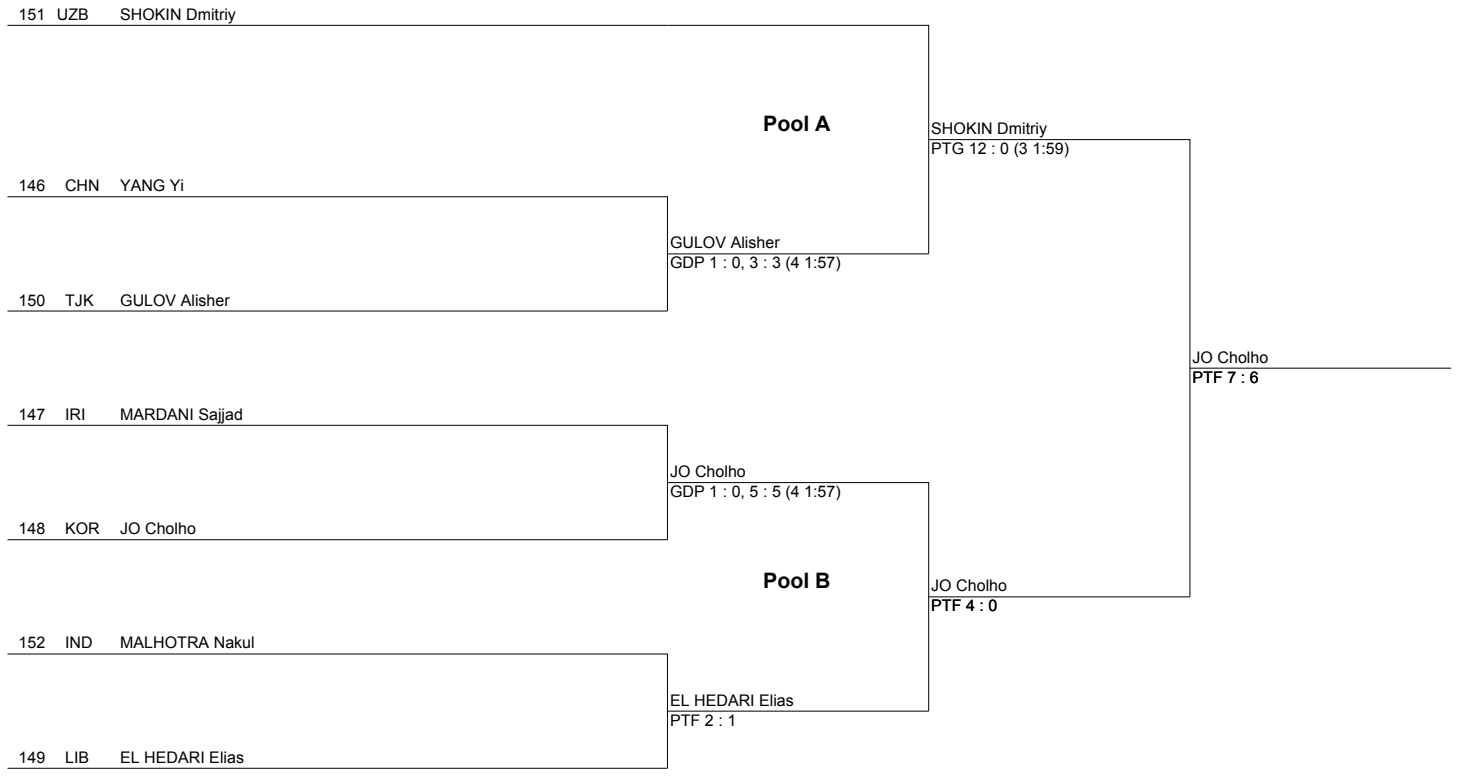 151 UZB SHOKIN Dmitriy
Pool A
SHOKIN Dmitriy
PTG 12 : 0 (3 1:59)
146 CHN YANG Yi
GULOV Alisher
GDP 1 : 0, 3 : 3 (4 1:57)
150 TJK GULOV Alisher
JO Cholho
PTF 7 : 6
147 IRI MARDANI Sajjad
JO Cholho
GDP 1 : 0, 5 : 5 (4 1:57)
148 KOR JO Cholho
Pool B
JO Cholho
PTF 4 : 0
152 IND MALHOTRA Nakul
EL HEDARI Elias
PTF 2 : 1
149 LIB EL HEDARI Elias